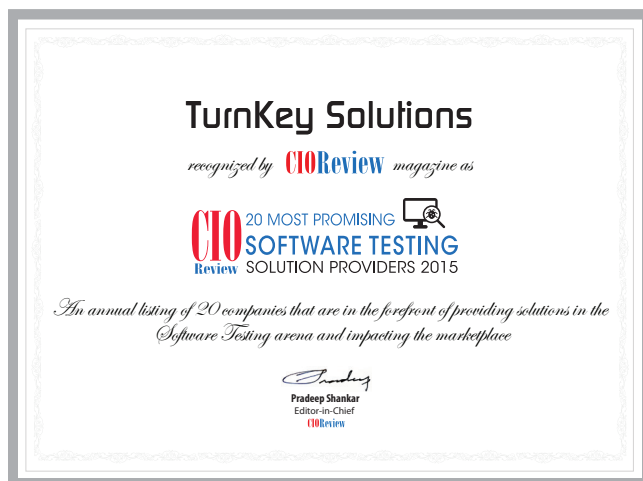 TurnKey Solutions
recognized by CIOReview magazine as
CIO Review
20 MOST PROMISING
SOFTWARE TESTING
SOLUTION PROVIDERS 2015
An annual listing of 20 companies that are in the forefront of providing solutions in the
Software Testing arena and impacting the marketplace
Pradeep Shankar
Editor-in-Chief
CIOReview